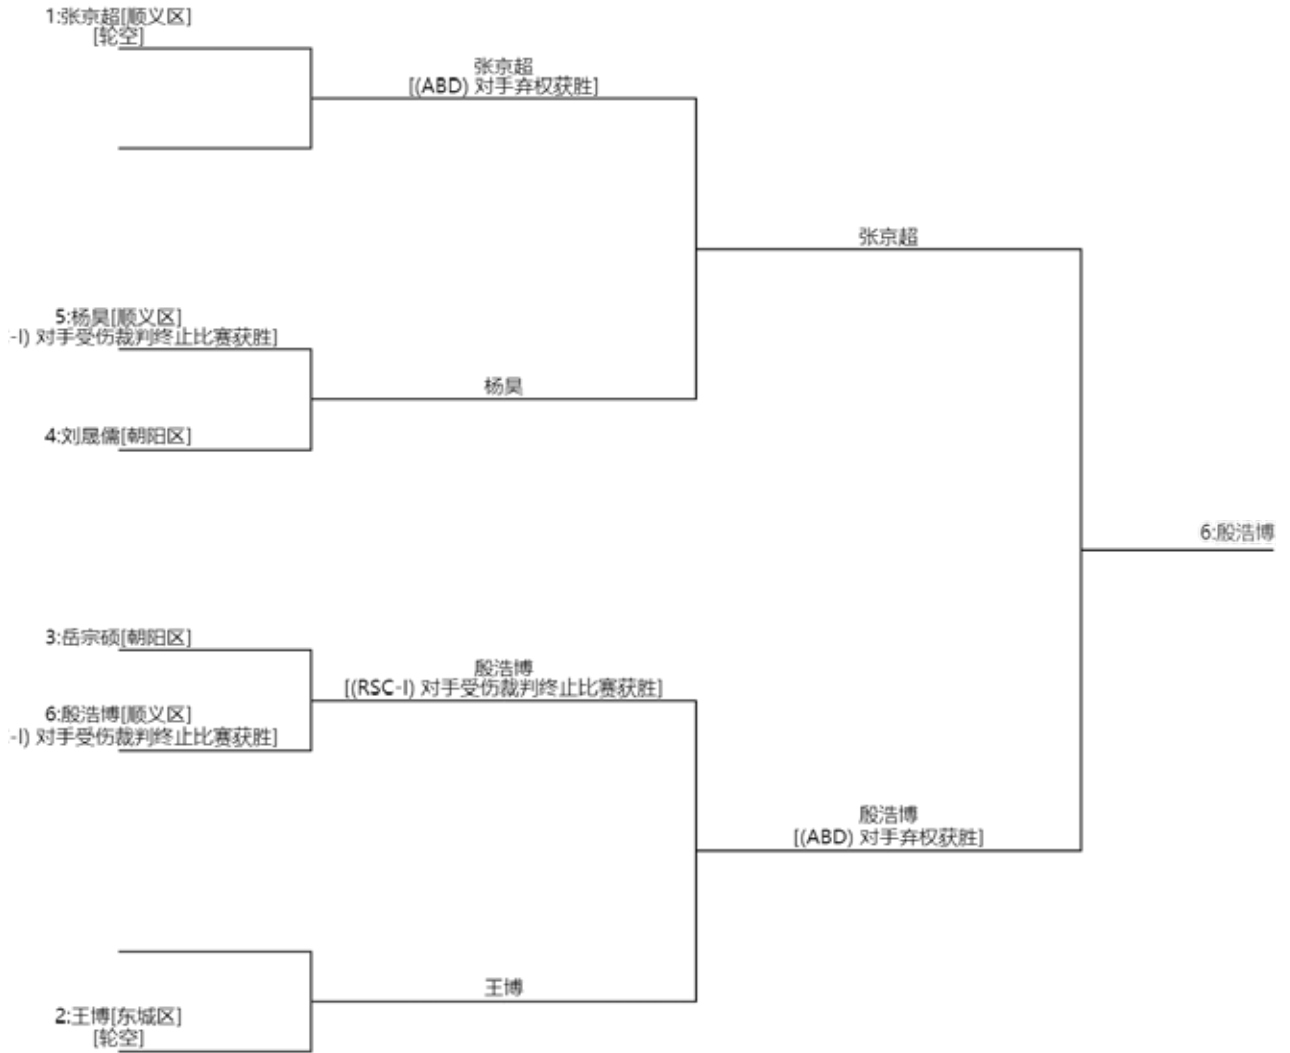 1:张京超[顺义区]
[轮空]
张京超
[(ABD) 对手弃权获胜]
张京超
5:杨昊[顺义区]
-I) 对手受伤裁判终止比赛获胜]
杨昊
4:刘晟儒[朝阳区]
6:殷浩博
3:岳宗硕[朝阳区]
殷浩博
[(RSC-I) 对手受伤裁判终止比赛获胜]
6:殷浩博[顺义区]
-I) 对手受伤裁判终止比赛获胜]
殷浩博
[(ABD) 对手弃权获胜]
王博
2:王博[东城区]
[轮空]